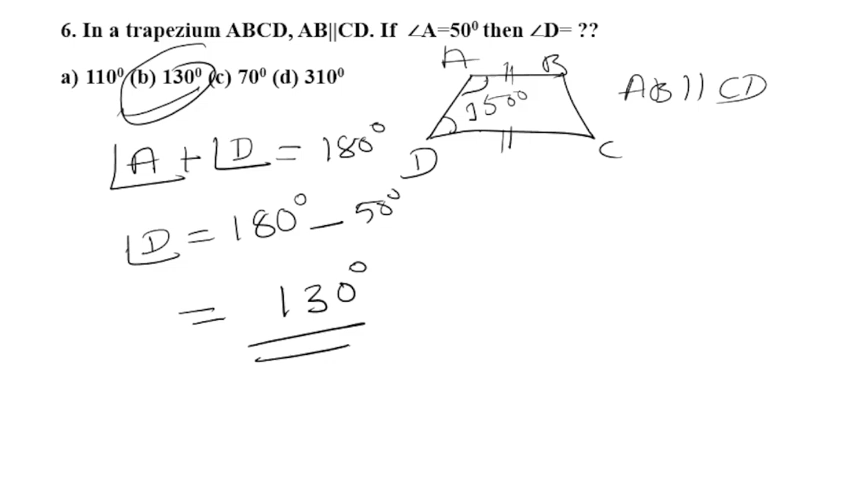 6. In a trapezium ABCD, AB||CD. If ∠A=50⁰ then ∠D= ??
a) 110⁰ (b) 130⁰ (c) 70⁰ (d) 310⁰
A B
AB || CD
50⁰
D C
∠A + ∠D = 180°
∠D = 180° - 50°
= 130°